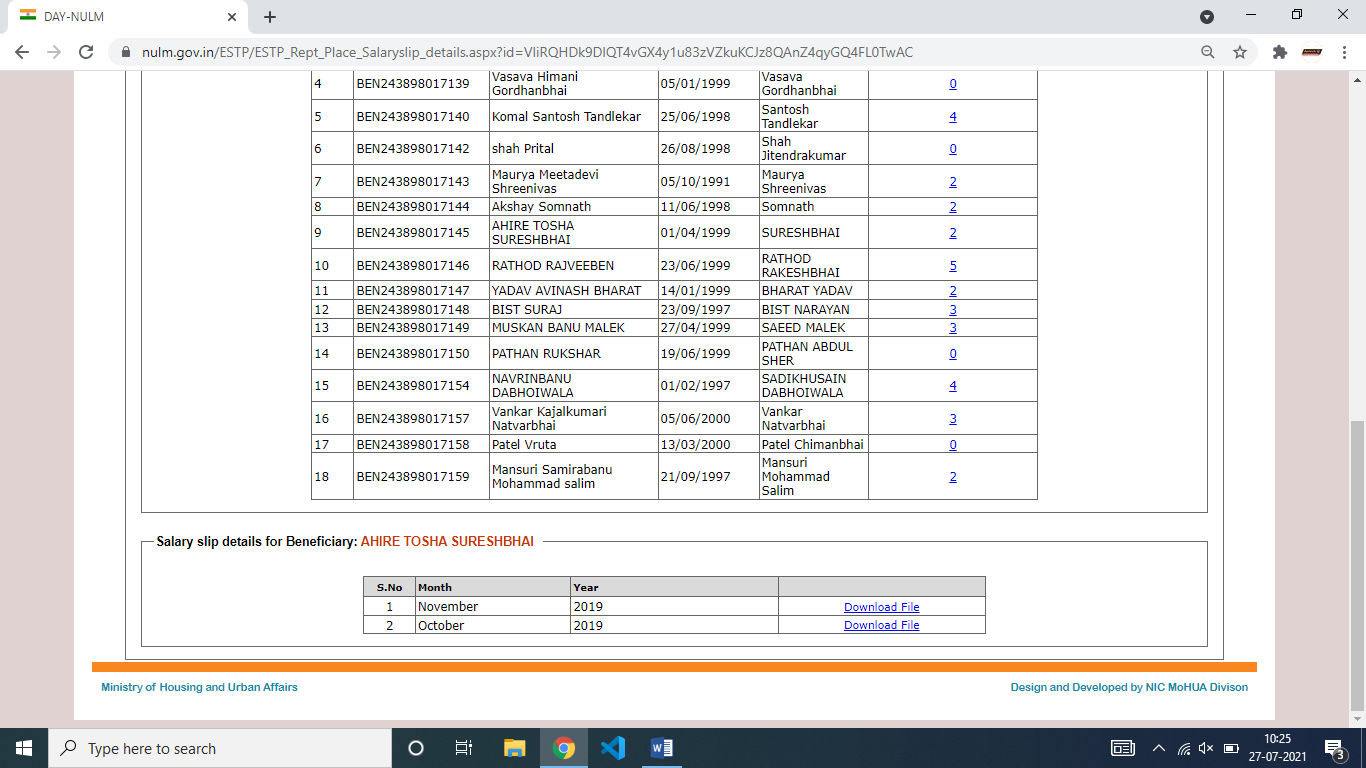 DAY-NULM
nulm.gov.in/ESTP/ESTP_Rept_Place_Salaryslip_details.aspx?id=VIiRQHDk9DlQT4vGX4y1u83zVZkuKCJz8QAnZ4qyGQ4FL0TwAC
4 BEN243898017139 Vasava Himani Gordhanbhai 05/01/1999 Vasava Gordhanbhai 0
5 BEN243898017140 Komal Santosh Tandlekar 25/06/1998 Santosh Tandlekar 4
6 BEN243898017142 shah Prital 26/08/1998 Shah Jitendrakumar 0
7 BEN243898017143 Maurya Meetadevi Shreenivas 05/10/1991 Maurya Shreenivas 2
8 BEN243898017144 Akshay Somnath 11/06/1998 Somnath 2
9 BEN243898017145 AHIRE TOSHA SURESHBHAI 01/04/1999 SURESHBHAI 2
10 BEN243898017146 RATHOD RAJVEEBEN 23/06/1999 RATHOD RAKESHBHAI 5
11 BEN243898017147 YADAV AVINASH BHARAT 14/01/1999 BHARAT YADAV 2
12 BEN243898017148 BIST SURAJ 23/09/1997 BIST NARAYAN 3
13 BEN243898017149 MUSKAN BANU MALEK 27/04/1999 SAEED MALEK 3
14 BEN243898017150 PATHAN RUKSHAR 19/06/1999 PATHAN ABDUL SHER 0
15 BEN243898017154 NAVRINBANU DABHOIWALA 01/02/1997 SADIKHUSAIN DABHOIWALA 4
16 BEN243898017157 Vankar Kajalkumari Natvarbhai 05/06/2000 Vankar Natvarbhai 3
17 BEN243898017158 Patel Vruta 13/03/2000 Patel Chimanbhai 0
18 BEN243898017159 Mansuri Samirabanu Mohammad salim 21/09/1997 Mansuri Mohammad Salim 2
Salary slip details for Beneficiary: AHIRE TOSHA SURESHBHAI
S.No Month Year
1 November 2019 Download File
2 October 2019 Download File
Ministry of Housing and Urban Affairs Design and Developed by NIC MoHUA Divison
Type here to search
10:25
27-07-2021
3